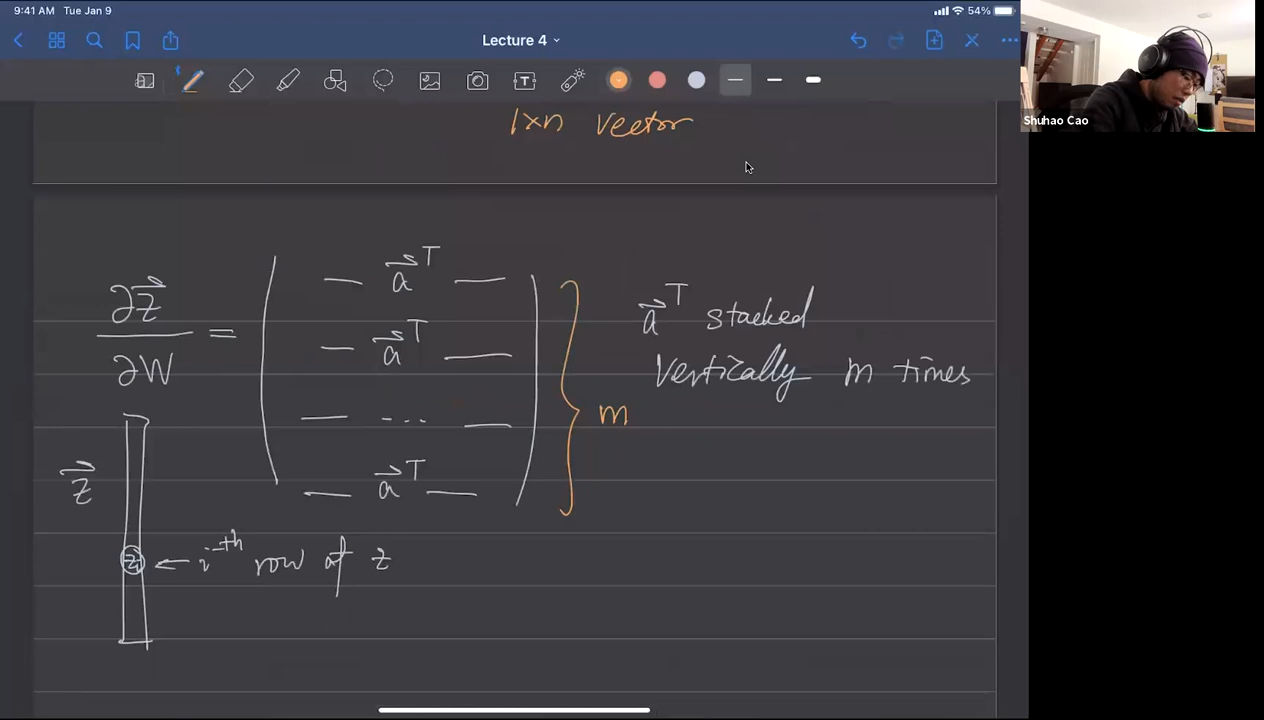 9:41 AM Tue Jan 9
54%
Lecture 4
Shuhao Cao
1×n vector
∂z⃗/∂W = ( — a⃗ᵀ —
— a⃗ᵀ —
— ... —
— a⃗ᵀ — ) } m
a⃗ᵀ stacked
vertically m times
z⃗
zᵢ ← i-th row of z